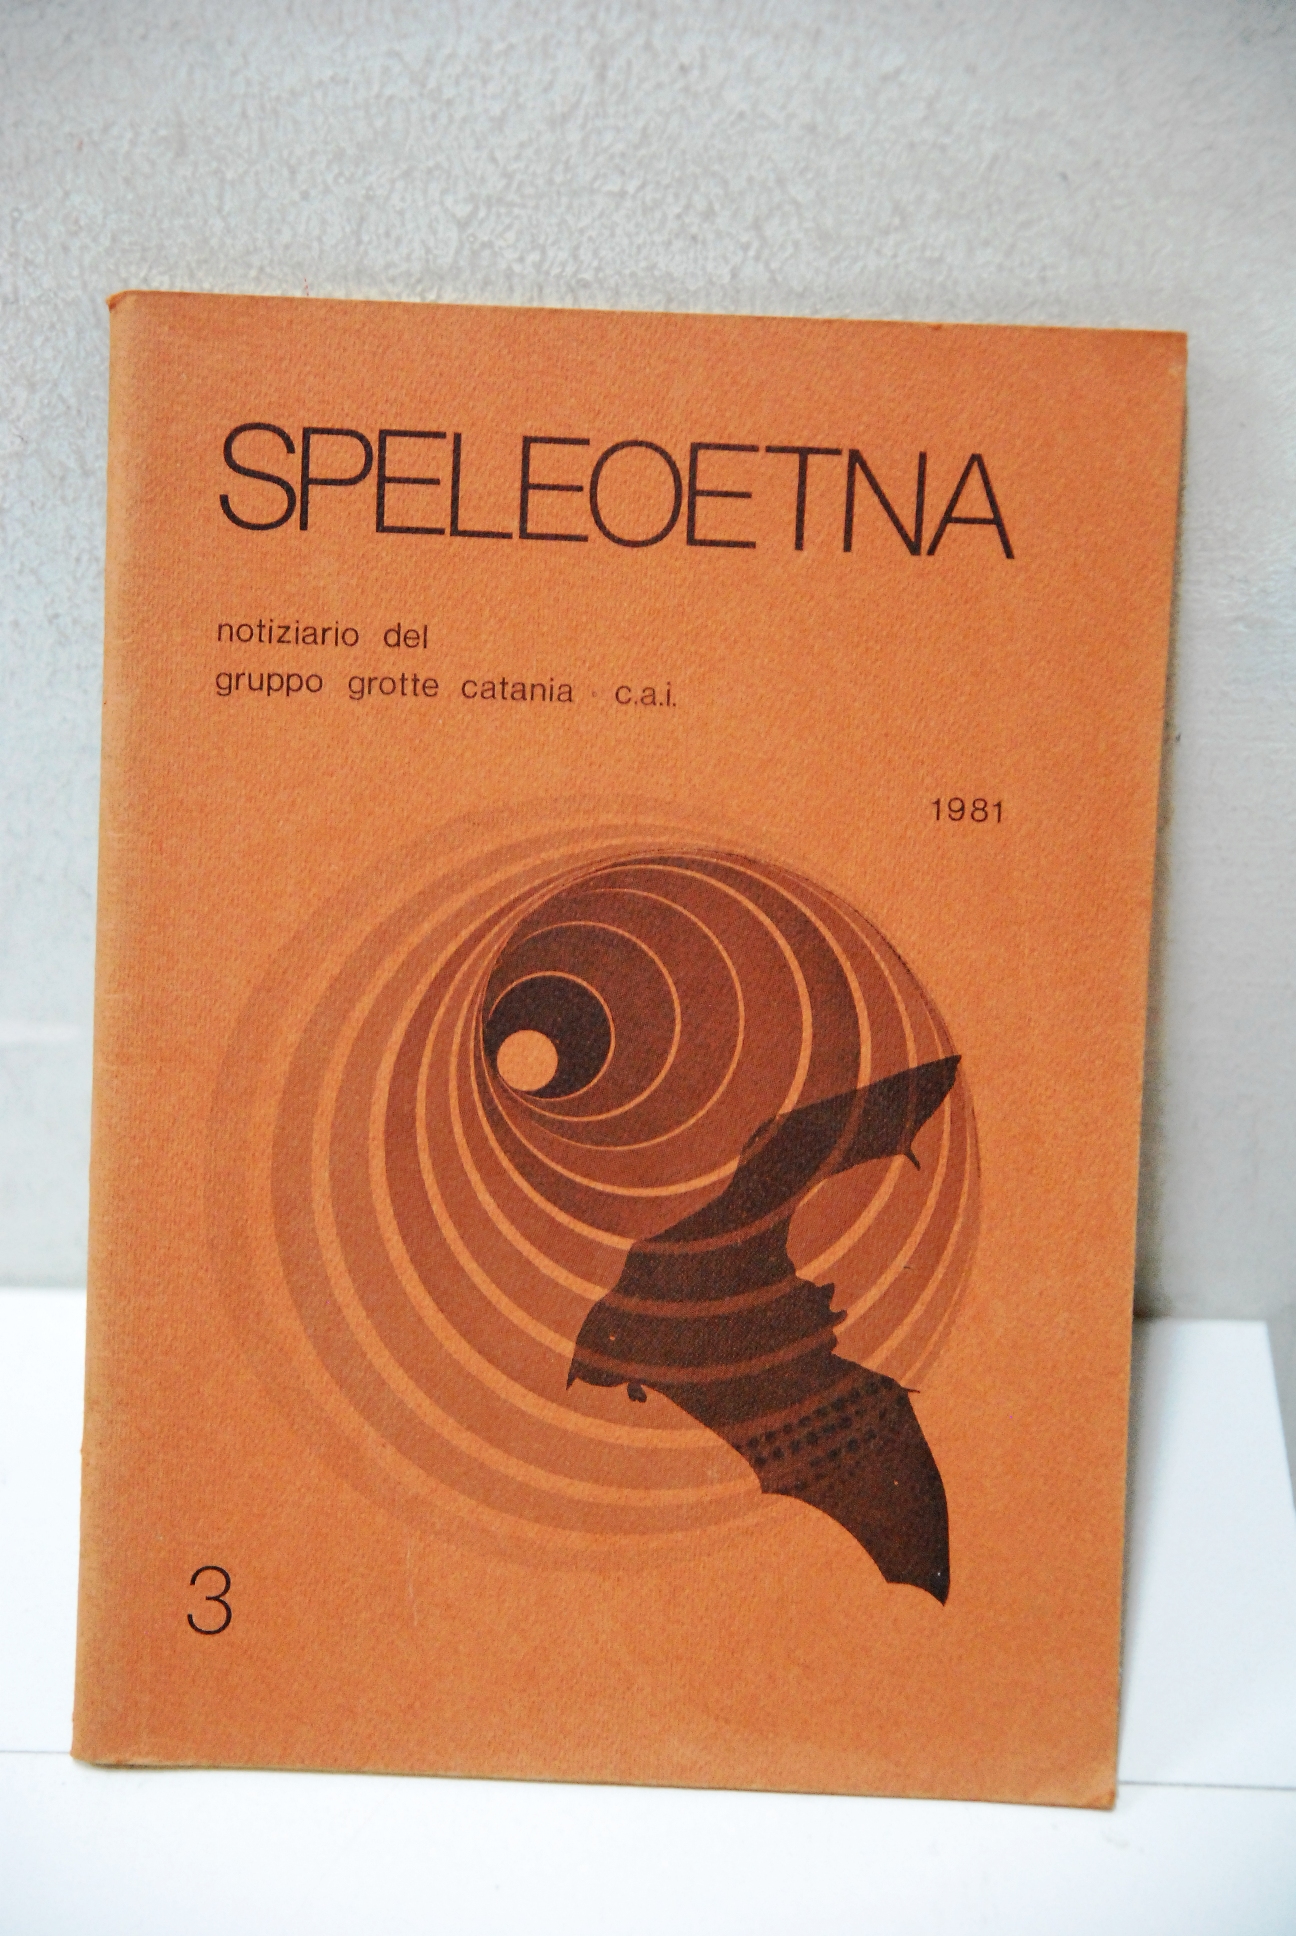 SPELEOETNA
notiziario del
gruppo grotte catania · c.a.i.
1981
3